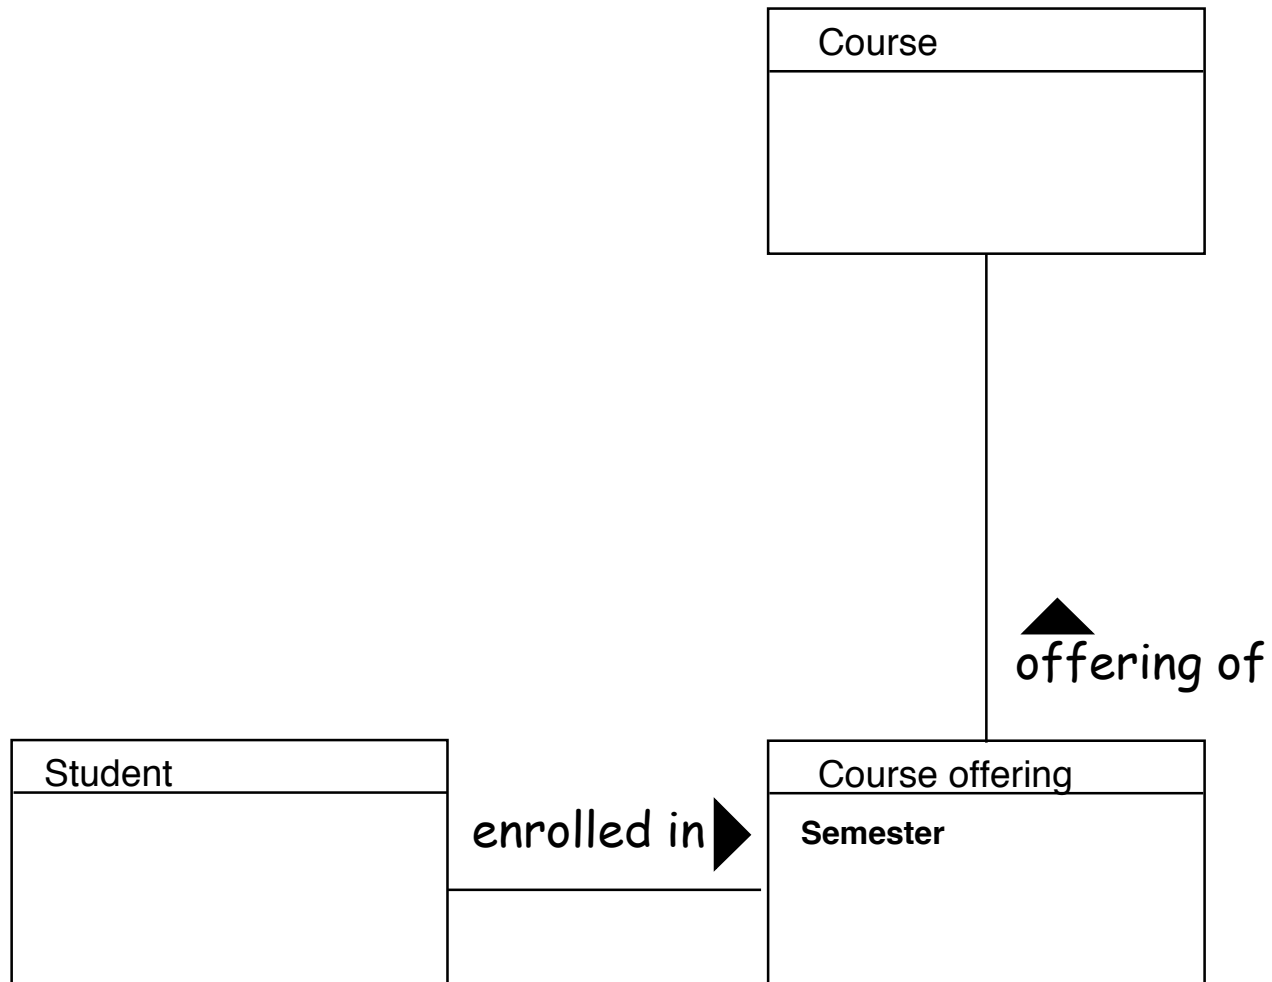 Course
offering of
Student
Course offering
enrolled in
Semester